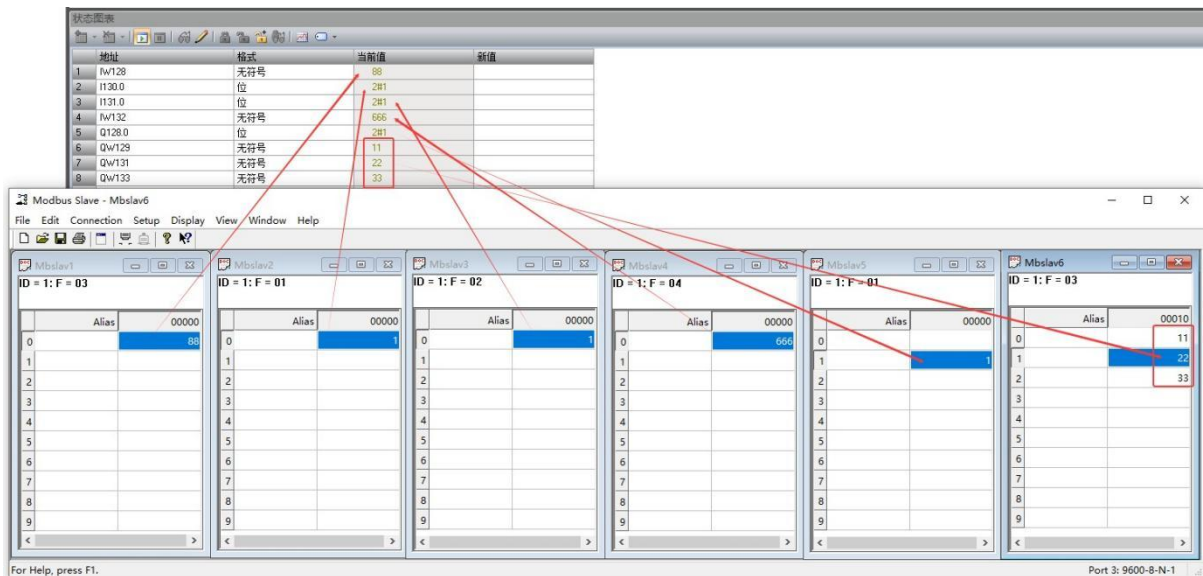 状态图表
地址 格式 当前值 新值
1 IW128 无符号 88
2 I130.0 位 2#1
3 I131.0 位 2#1
4 IW132 无符号 666
5 Q128.0 位 2#1
6 QW129 无符号 11
7 QW131 无符号 22
8 QW133 无符号 33
Modbus Slave - Mbslav6
File Edit Connection Setup Display View Window Help
Mbslav1 Mbslav2 Mbslav3 Mbslav4 Mbslav5 Mbslav6
ID = 1: F = 03 ID = 1: F = 01 ID = 1: F = 02 ID = 1: F = 04 ID = 1: F = 01 ID = 1: F = 03
Alias 00000 Alias 00000 Alias 00000 Alias 00000 Alias 00000 Alias 00010
0 88 0 1 0 1 0 666 0 0 11
1 1 1 1 1 1 1 22
2 2 2 2 2 2 33
3 3 3 3 3 3
4 4 4 4 4 4
5 5 5 5 5 5
6 6 6 6 6 6
7 7 7 7 7 7
8 8 8 8 8 8
9 9 9 9 9 9
For Help, press F1. Port 3: 9600-8-N-1